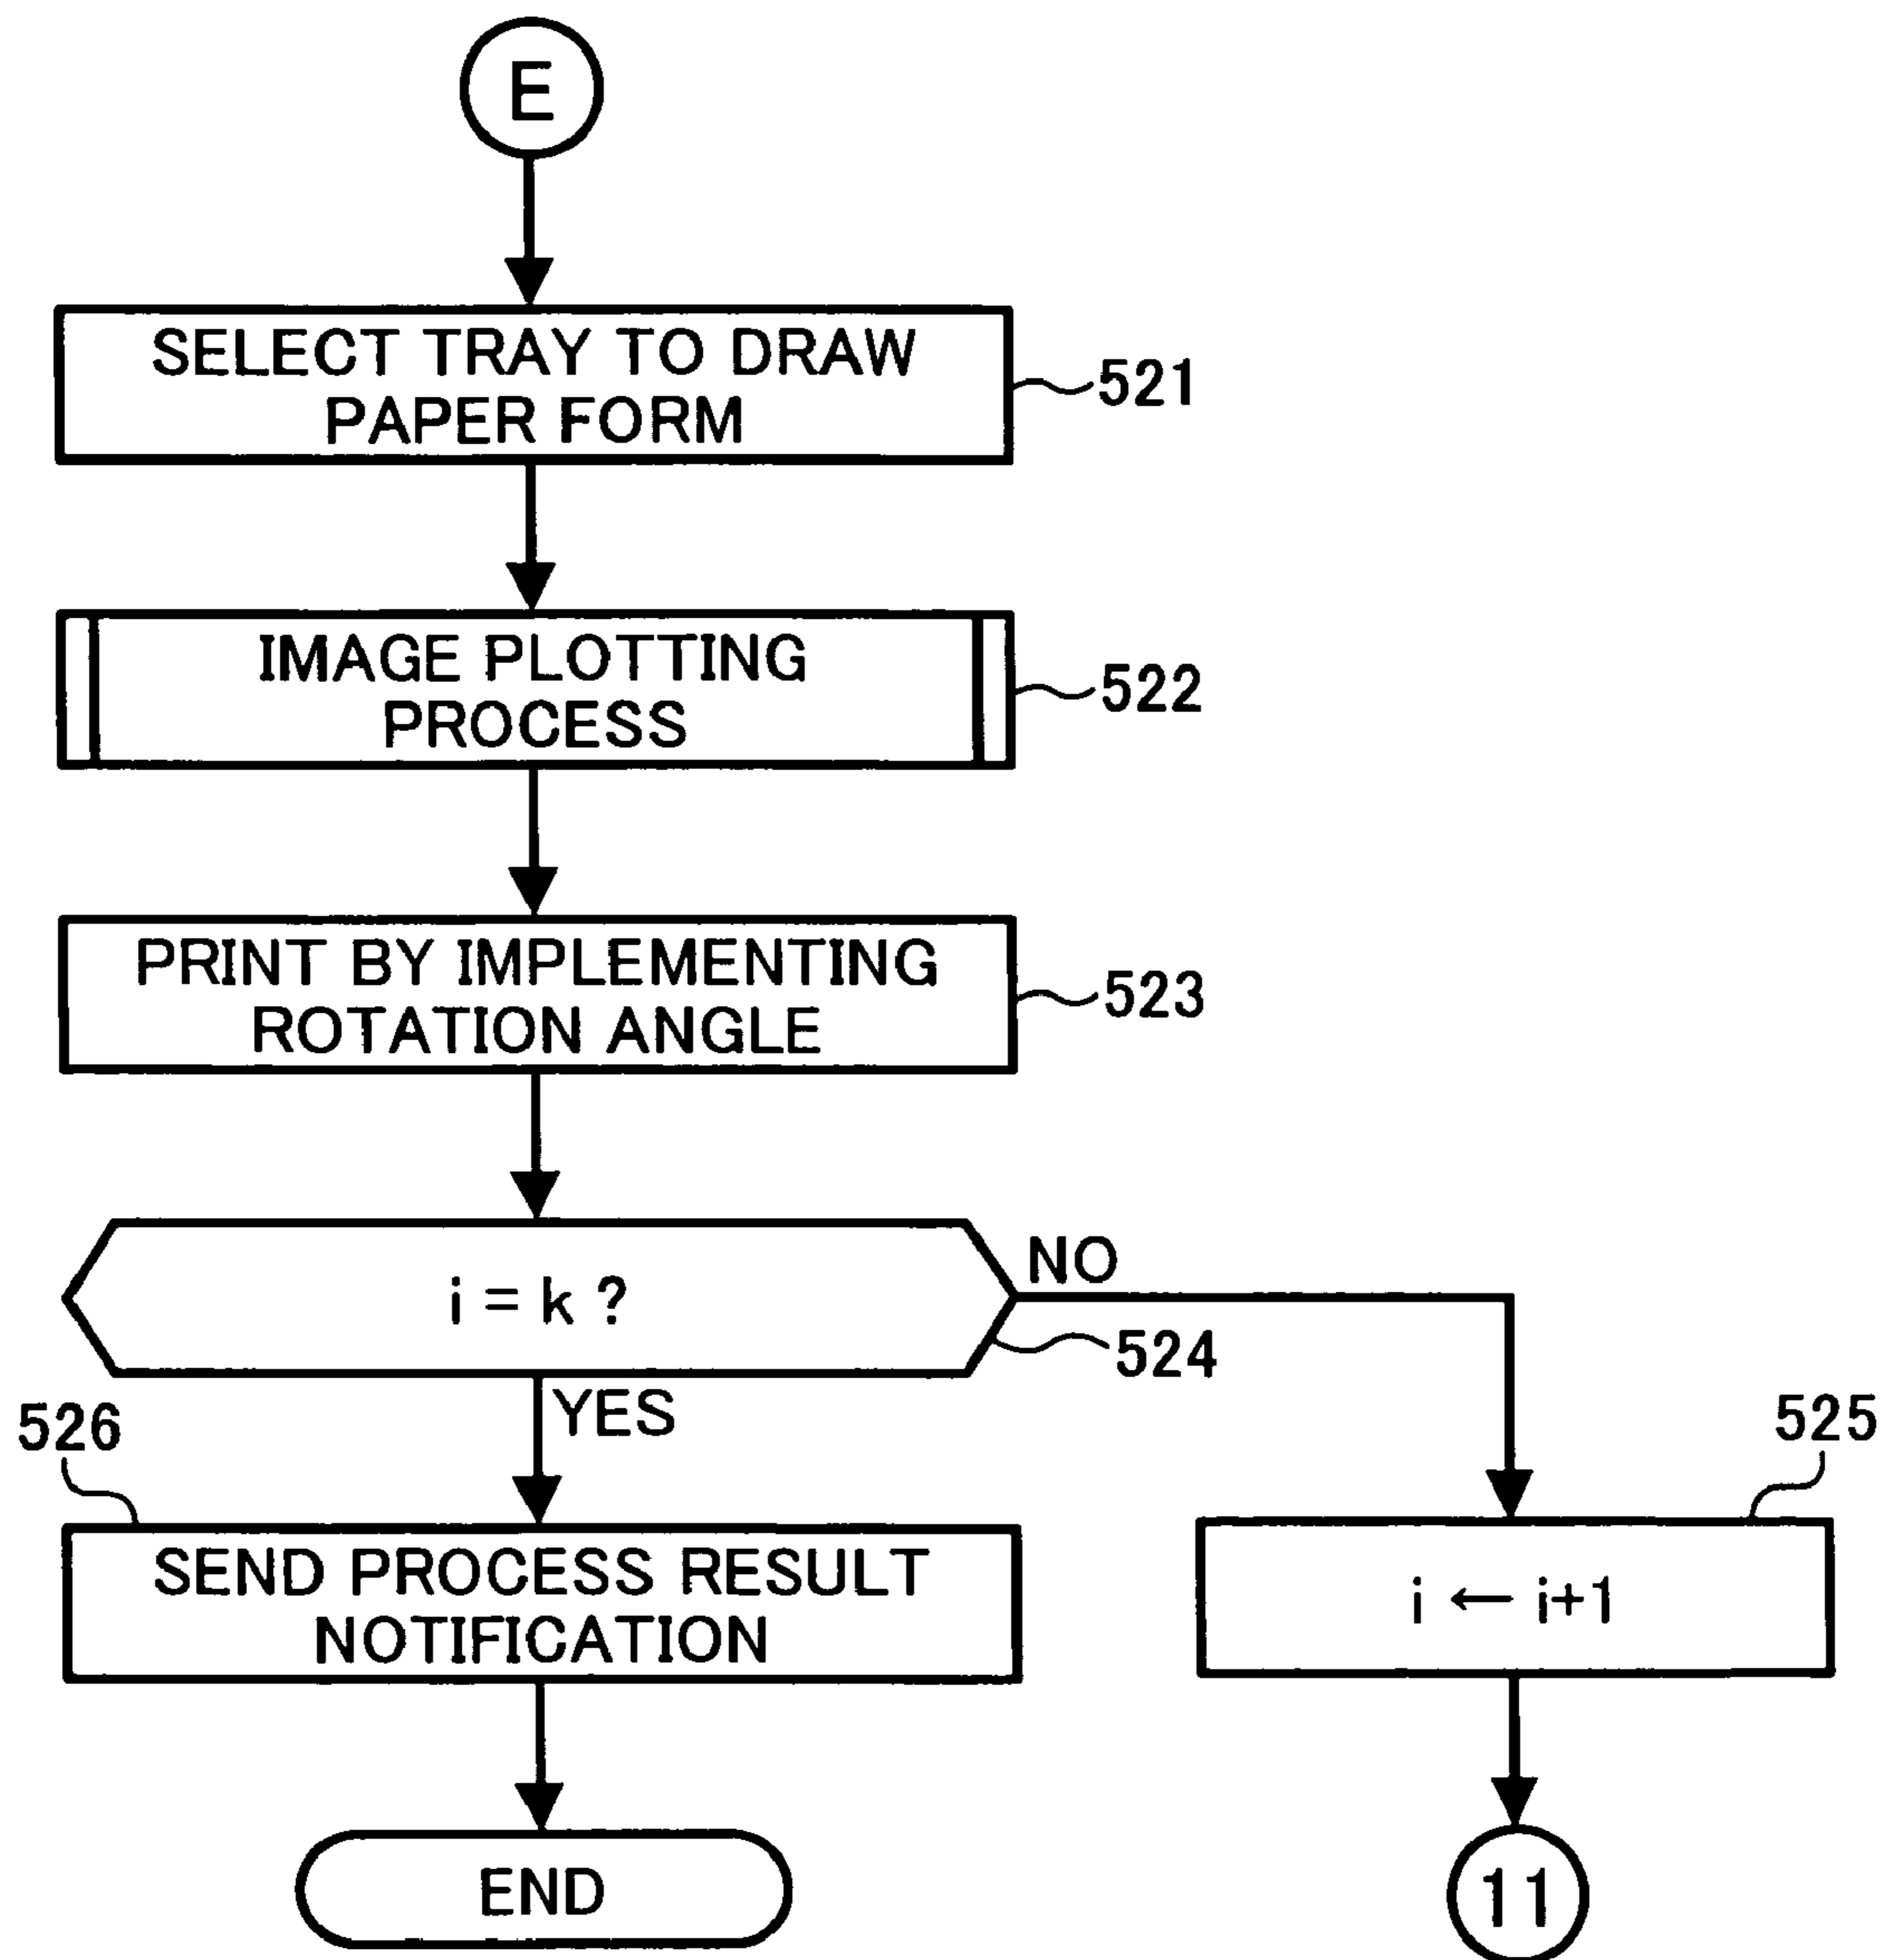 E
SELECT TRAY TO DRAW
PAPER FORM
521
IMAGE PLOTTING
PROCESS
522
PRINT BY IMPLEMENTING
ROTATION ANGLE
523
i = k ?
NO
524
YES
526
525
SEND PROCESS RESULT
NOTIFICATION
i ← i+1
END
11